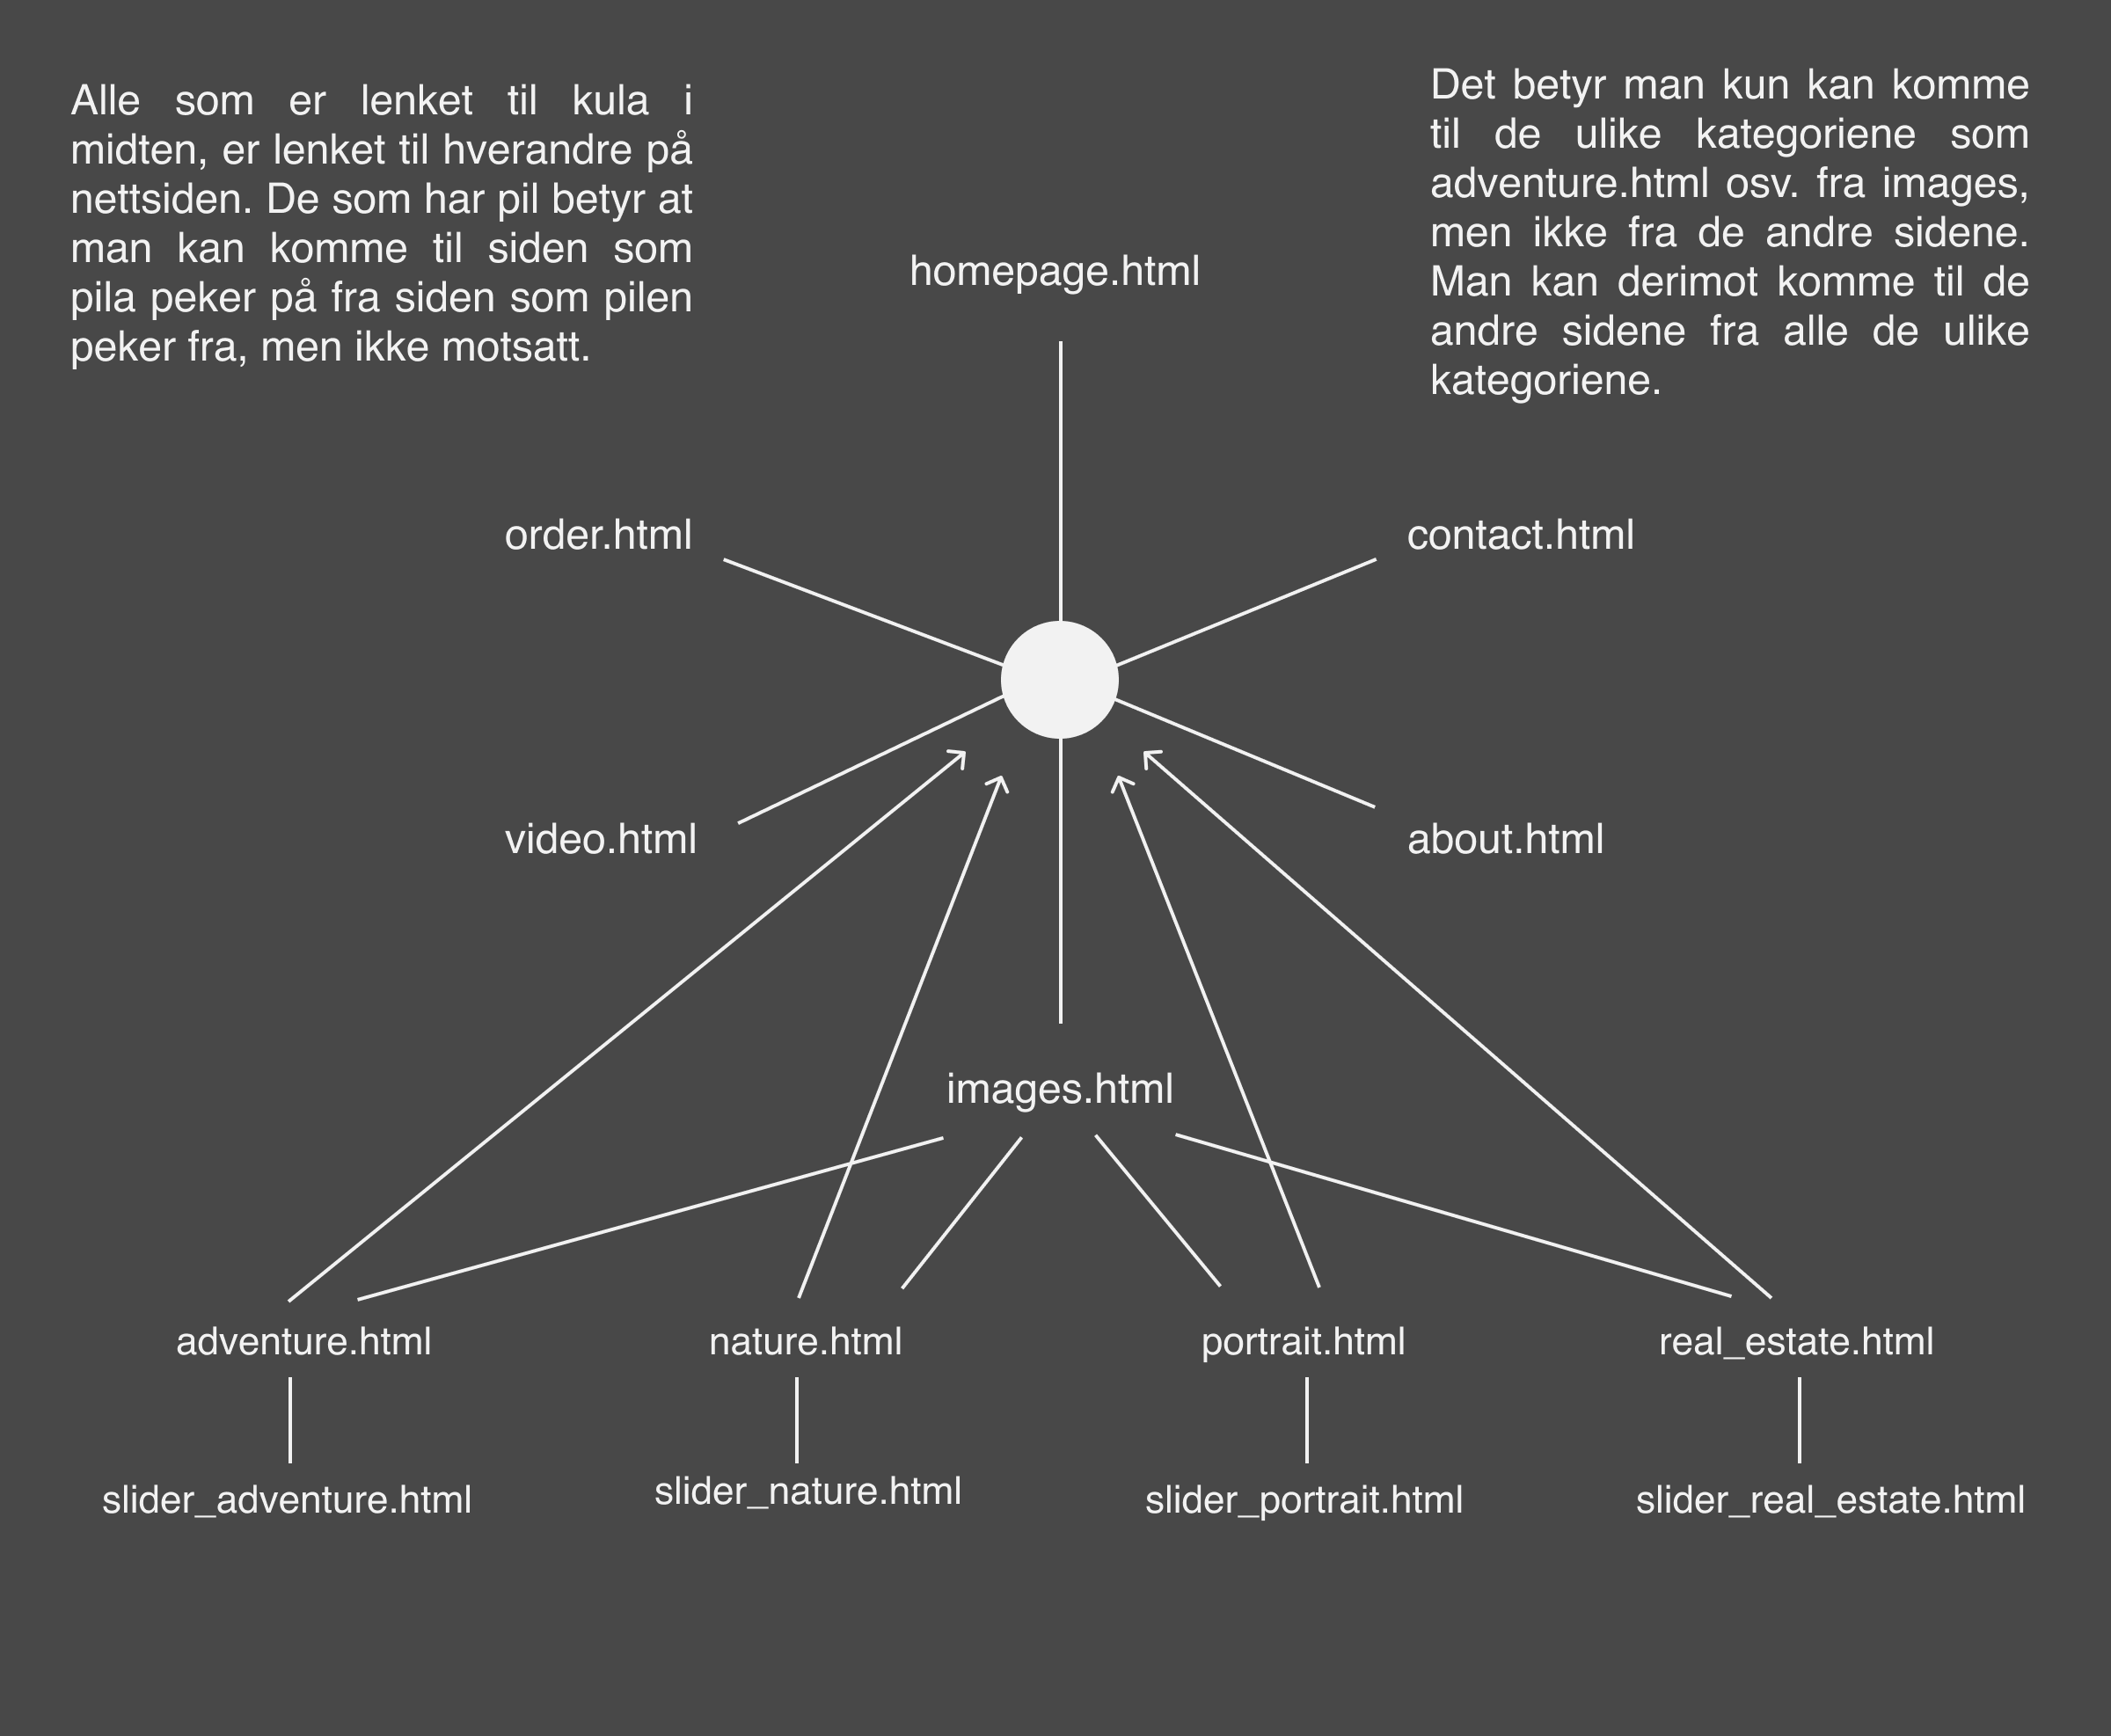 Alle som er lenket til kula i
midten, er lenket til hverandre på
nettsiden. De som har pil betyr at
man kan komme til siden som
pila peker på fra siden som pilen
peker fra, men ikke motsatt.
Det betyr man kun kan komme
til de ulike kategoriene som
adventure.html osv. fra images,
men ikke fra de andre sidene.
Man kan derimot komme til de
andre sidene fra alle de ulike
kategoriene.
homepage.html
order.html
contact.html
video.html
about.html
images.html
adventure.html
nature.html
portrait.html
real_estate.html
slider_adventure.html
slider_nature.html
slider_portrait.html
slider_real_estate.html